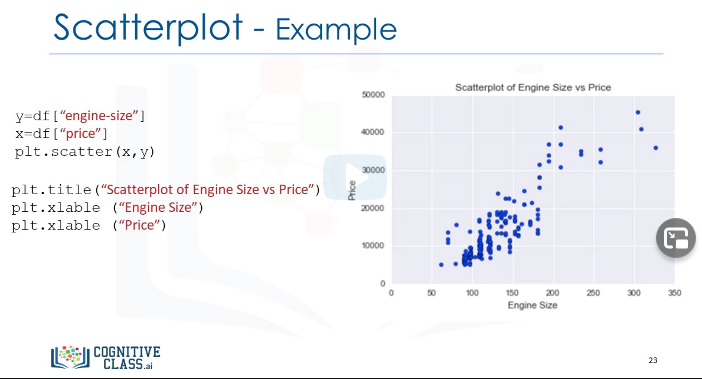 Scatterplot - Example
y=df[“engine-size”]
x=df[“price”]
plt.scatter(x,y)
plt.title(“Scatterplot of Engine Size vs Price”)
plt.xlable (“Engine Size”)
plt.xlable (“Price”)
Scatterplot of Engine Size vs Price
50000
40000
30000
20000
10000
0
Price
0 50 100 150 200 250 300 350
Engine Size
COGNITIVE
CLASS.ai
23